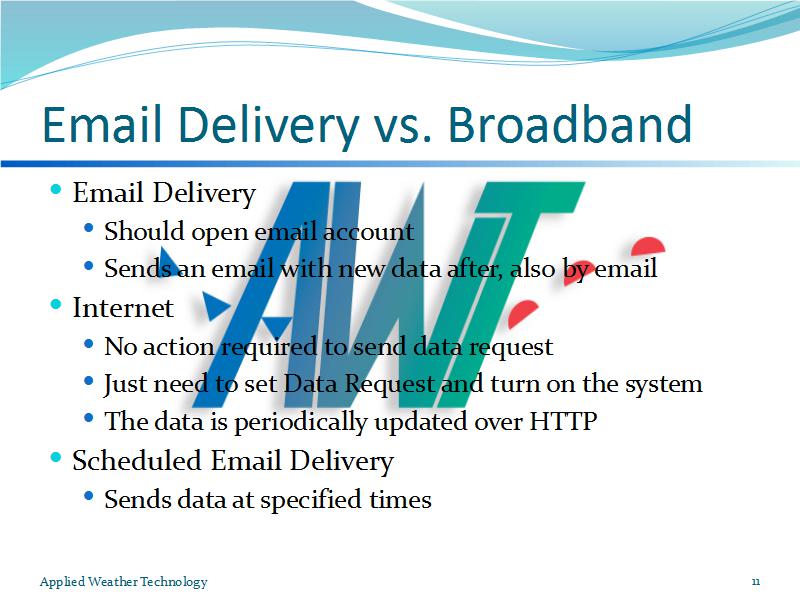 Email Delivery vs. Broadband
Email Delivery
Should open email account
Sends an email with new data after, also by email
Internet
No action required to send data request
Just need to set Data Request and turn on the system
The data is periodically updated over HTTP
Scheduled Email Delivery
Sends data at specified times
AWT
Applied Weather Technology
11